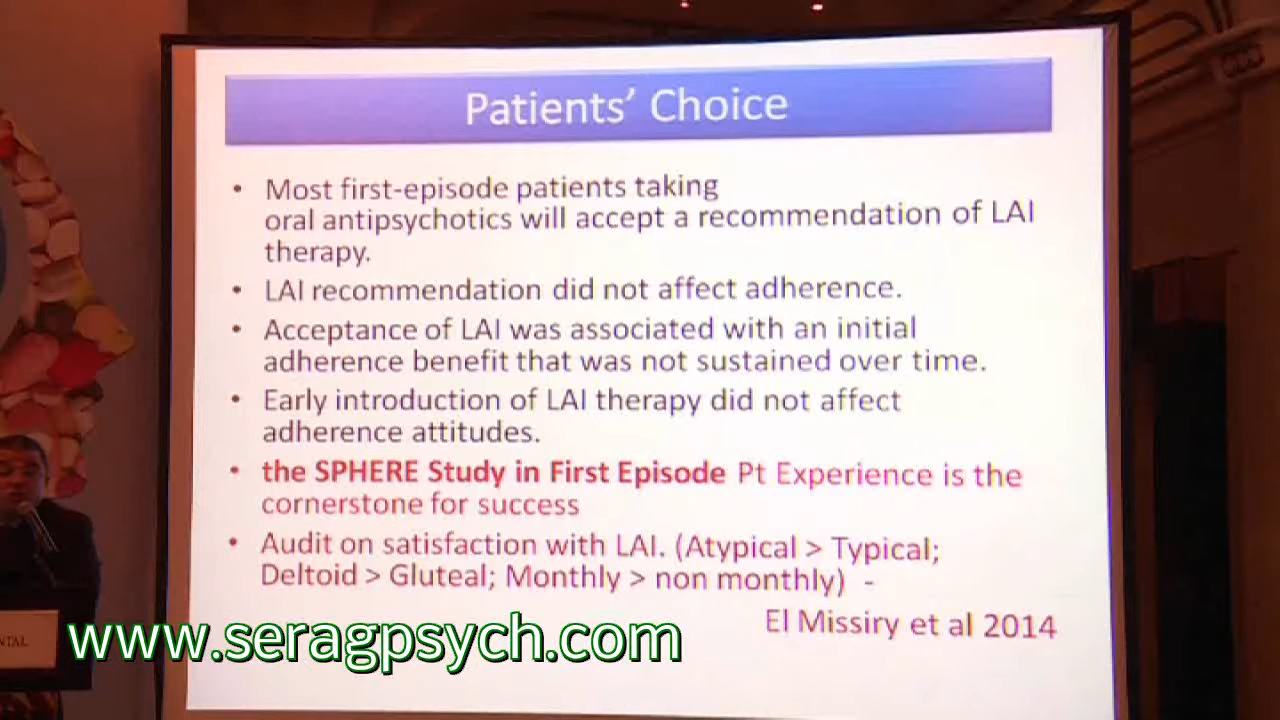 Patients’ Choice
• Most first-episode patients taking
oral antipsychotics will accept a recommendation of LAI
therapy.
• LAI recommendation did not affect adherence.
• Acceptance of LAI was associated with an initial
adherence benefit that was not sustained over time.
• Early introduction of LAI therapy did not affect
adherence attitudes.
• the SPHERE Study in First Episode Pt Experience is the
cornerstone for success
• Audit on satisfaction with LAI. (Atypical > Typical;
Deltoid > Gluteal; Monthly > non monthly) -
El Missiry et al 2014
NTAL
www.seragpsych.com